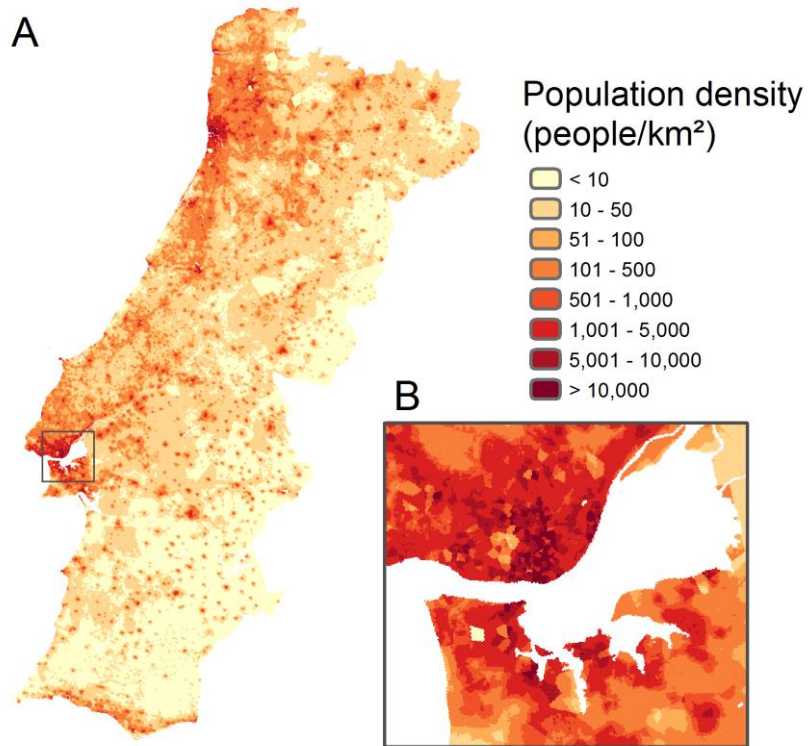 A
Population density
(people/km²)
< 10
10 - 50
51 - 100
101 - 500
501 - 1,000
1,001 - 5,000
5,001 - 10,000
> 10,000
B